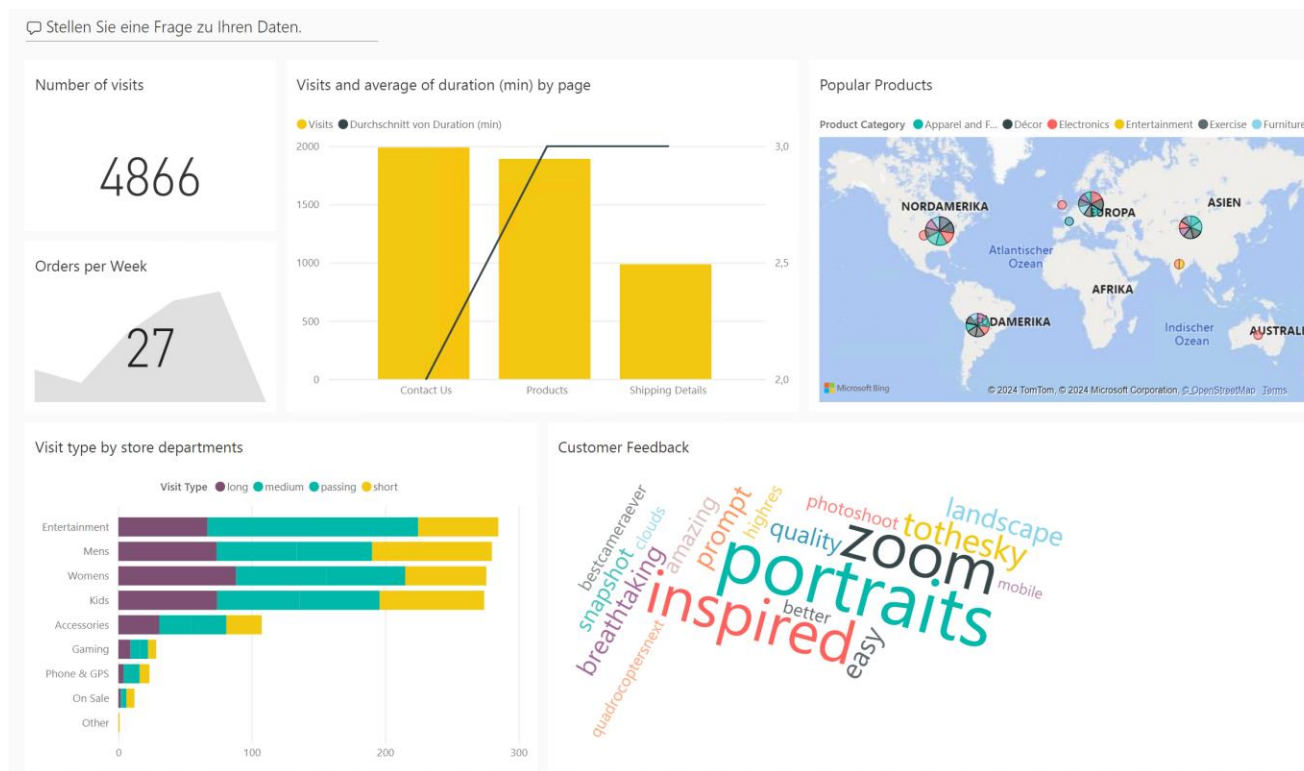 Stellen Sie eine Frage zu Ihren Daten.
Number of visits
4866
Orders per Week
27
Visits and average of duration (min) by page
Visits Durchschnitt von Duration (min)
2000
1500
1000
500
0
3,0
2,5
2,0
Contact Us Products Shipping Details
Popular Products
Product Category Apparel and F... Décor Electronics Entertainment Exercise Furniture
NORDAMERIKA
EUROPA
ASIEN
Atlantischer
Ozean
AFRIKA
DAMERIKA
Indischer
Ozean
AUSTRALI
Microsoft Bing
© 2024 TomTom, © 2024 Microsoft Corporation, © OpenStreetMap Terms
Visit type by store departments
Visit Type long medium passing short
Entertainment
Mens
Womens
Kids
Accessories
Gaming
Phone & GPS
On Sale
Other
0 100 200 300
Customer Feedback
bestcameraever
clouds
snapshot
breathtaking
amazing
prompt
highres
photoshoot
landscape
quality
zoom
tothesky
mobile
portraits
inspired
better
easy
quadrocoptersnext